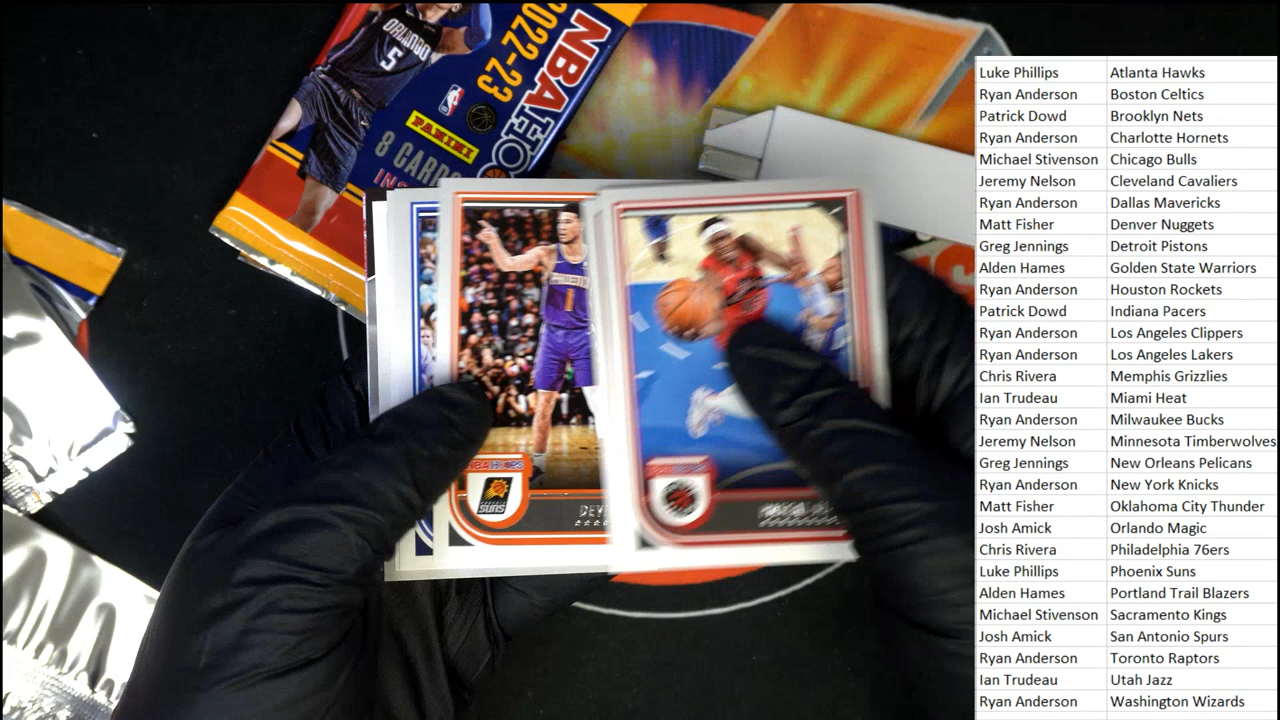 ORLANDO
5
2022-23
NBA HOO
PANINI
8 CARDS
INS
NBA HOOPS
SUNS
1
DEV
Luke Phillips Atlanta Hawks
Ryan Anderson Boston Celtics
Patrick Dowd Brooklyn Nets
Ryan Anderson Charlotte Hornets
Michael Stivenson Chicago Bulls
Jeremy Nelson Cleveland Cavaliers
Ryan Anderson Dallas Mavericks
Matt Fisher Denver Nuggets
Greg Jennings Detroit Pistons
Alden Hames Golden State Warriors
Ryan Anderson Houston Rockets
Patrick Dowd Indiana Pacers
Ryan Anderson Los Angeles Clippers
Ryan Anderson Los Angeles Lakers
Chris Rivera Memphis Grizzlies
Ian Trudeau Miami Heat
Ryan Anderson Milwaukee Bucks
Jeremy Nelson Minnesota Timberwolves
Greg Jennings New Orleans Pelicans
Ryan Anderson New York Knicks
Matt Fisher Oklahoma City Thunder
Josh Amick Orlando Magic
Chris Rivera Philadelphia 76ers
Luke Phillips Phoenix Suns
Alden Hames Portland Trail Blazers
Michael Stivenson Sacramento Kings
Josh Amick San Antonio Spurs
Ryan Anderson Toronto Raptors
Ian Trudeau Utah Jazz
Ryan Anderson Washington Wizards